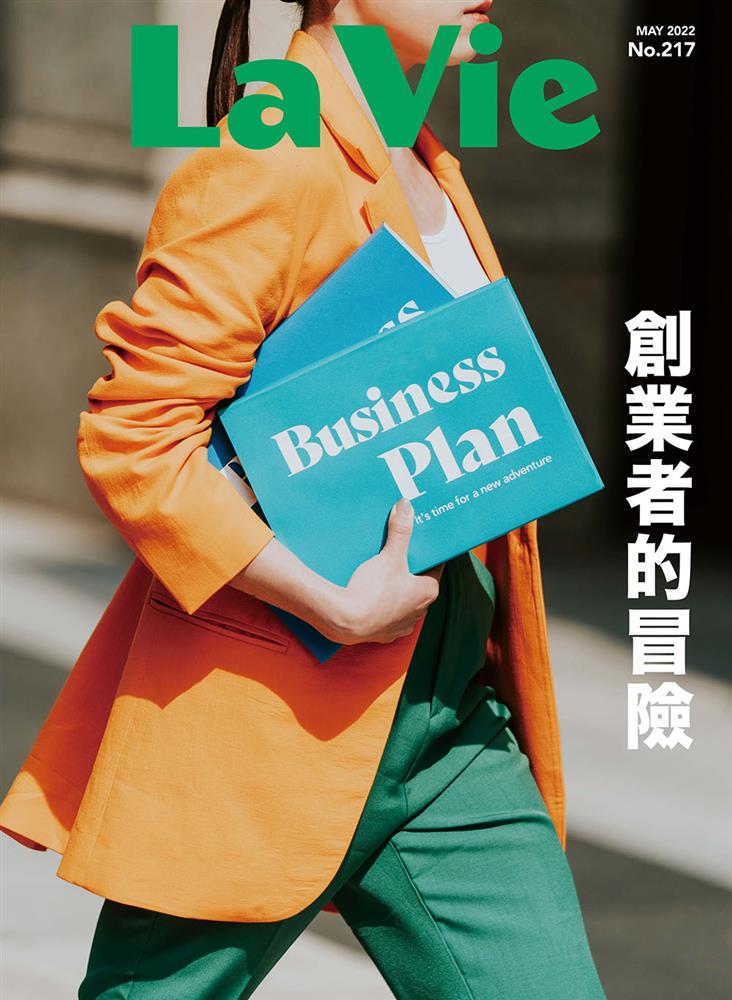 La Vie
MAY 2022
No.217
Business
Plan
It's time for a new adventure
創業者的冒險